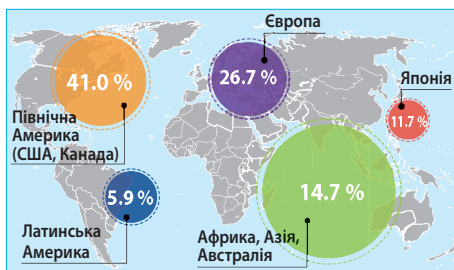 Європа
41.0 %
26.7 %
Японія
11.7 %
Північна
Америка
(США, Канада)
5.9 %
14.7 %
Латинська
Америка
Африка, Азія,
Австралія